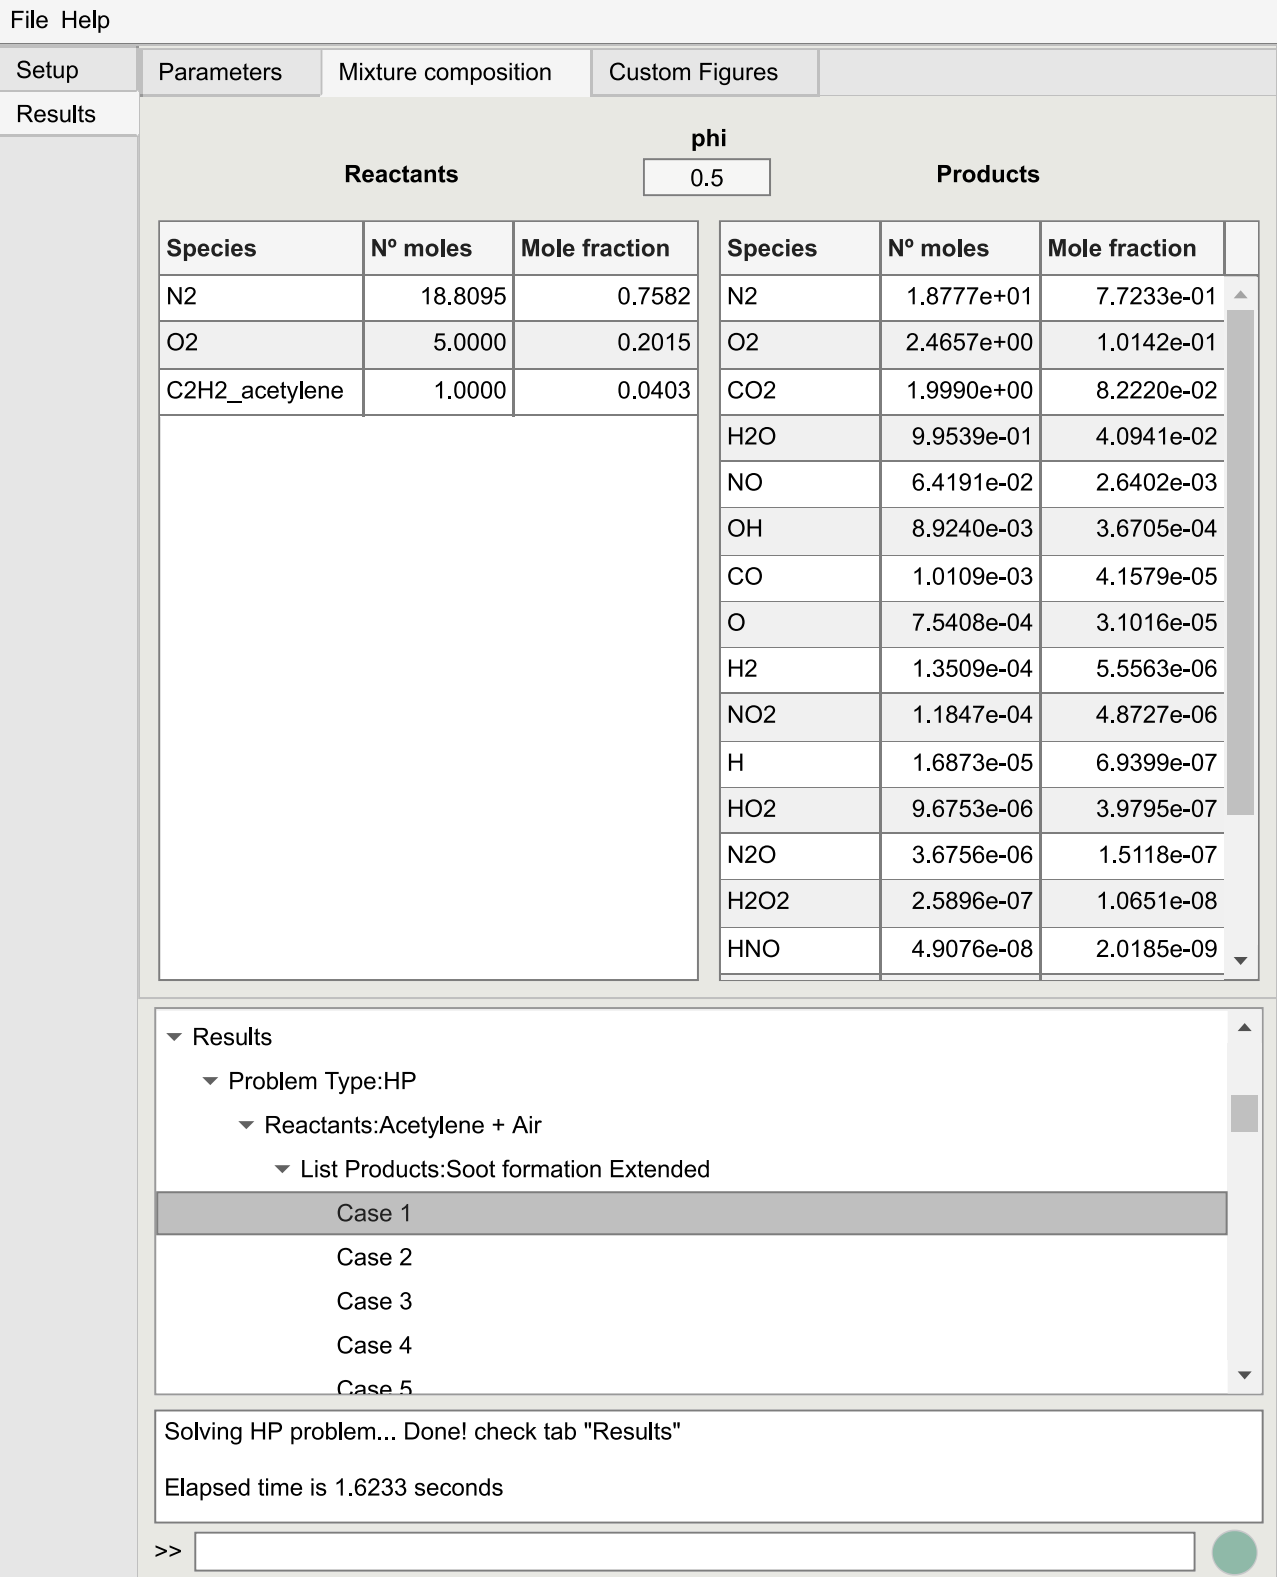 File Help
Setup
Results
Parameters
Mixture composition
Custom Figures
phi
Reactants
0.5
Products
Species Nº moles Mole fraction
N2 18.8095 0.7582
O2 5.0000 0.2015
C2H2_acetylene 1.0000 0.0403
Species Nº moles Mole fraction
N2 1.8777e+01 7.7233e-01
O2 2.4657e+00 1.0142e-01
CO2 1.9990e+00 8.2220e-02
H2O 9.9539e-01 4.0941e-02
NO 6.4191e-02 2.6402e-03
OH 8.9240e-03 3.6705e-04
CO 1.0109e-03 4.1579e-05
O 7.5408e-04 3.1016e-05
H2 1.3509e-04 5.5563e-06
NO2 1.1847e-04 4.8727e-06
H 1.6873e-05 6.9399e-07
HO2 9.6753e-06 3.9795e-07
N2O 3.6756e-06 1.5118e-07
H2O2 2.5896e-07 1.0651e-08
HNO 4.9076e-08 2.0185e-09
Results
Problem Type:HP
Reactants:Acetylene + Air
List Products:Soot formation Extended
Case 1
Case 2
Case 3
Case 4
Case 5
Solving HP problem... Done! check tab "Results"
Elapsed time is 1.6233 seconds
>>